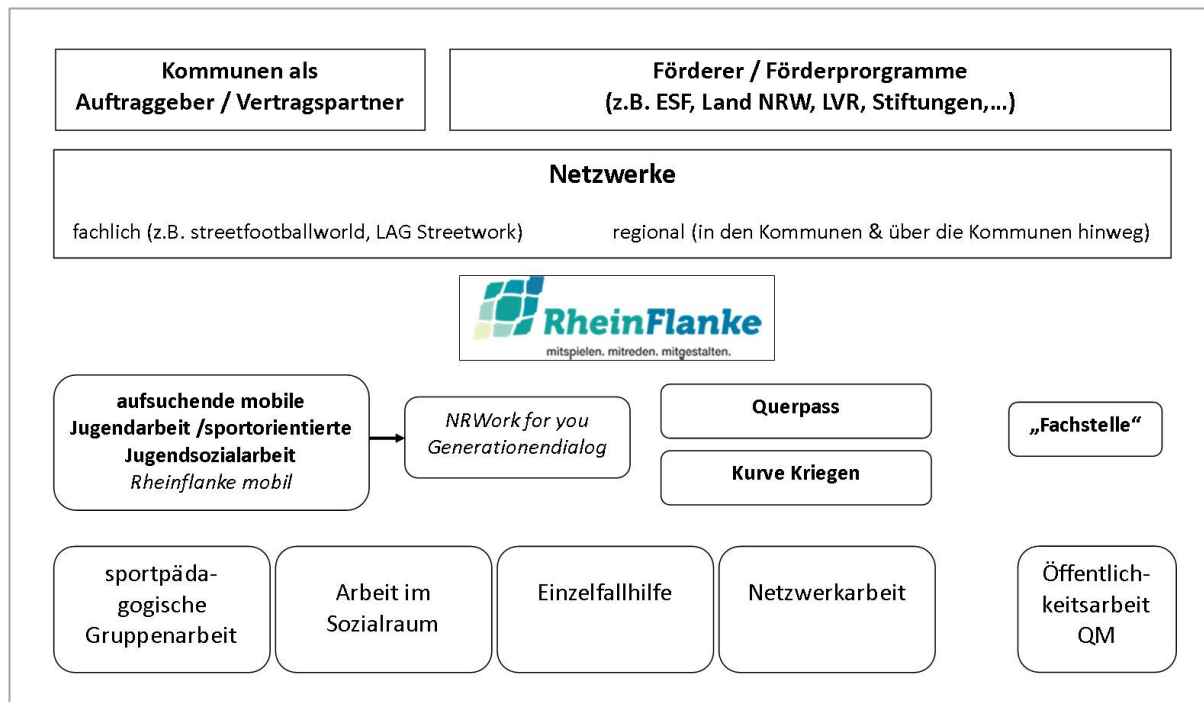 Kommunen als
Auftraggeber / Vertragspartner
Förderer / Förderprorgramme
(z.B. ESF, Land NRW, LVR, Stiftungen,...)
Netzwerke
fachlich (z.B. streetfootballworld, LAG Streetwork)
regional (in den Kommunen & über die Kommunen hinweg)
RheinFlanke
mitspielen. mitreden. mitgestalten.
aufsuchende mobile
Jugendarbeit /sportorientierte
Jugendsozialarbeit
Rheinflanke mobil
NRWork for you
Generationendialog
Querpass
Kurve Kriegen
„Fachstelle“
sportpäda-
gogische
Gruppenarbeit
Arbeit im
Sozialraum
Einzelfallhilfe
Netzwerkarbeit
Öffentlich-
keitsarbeit
QM